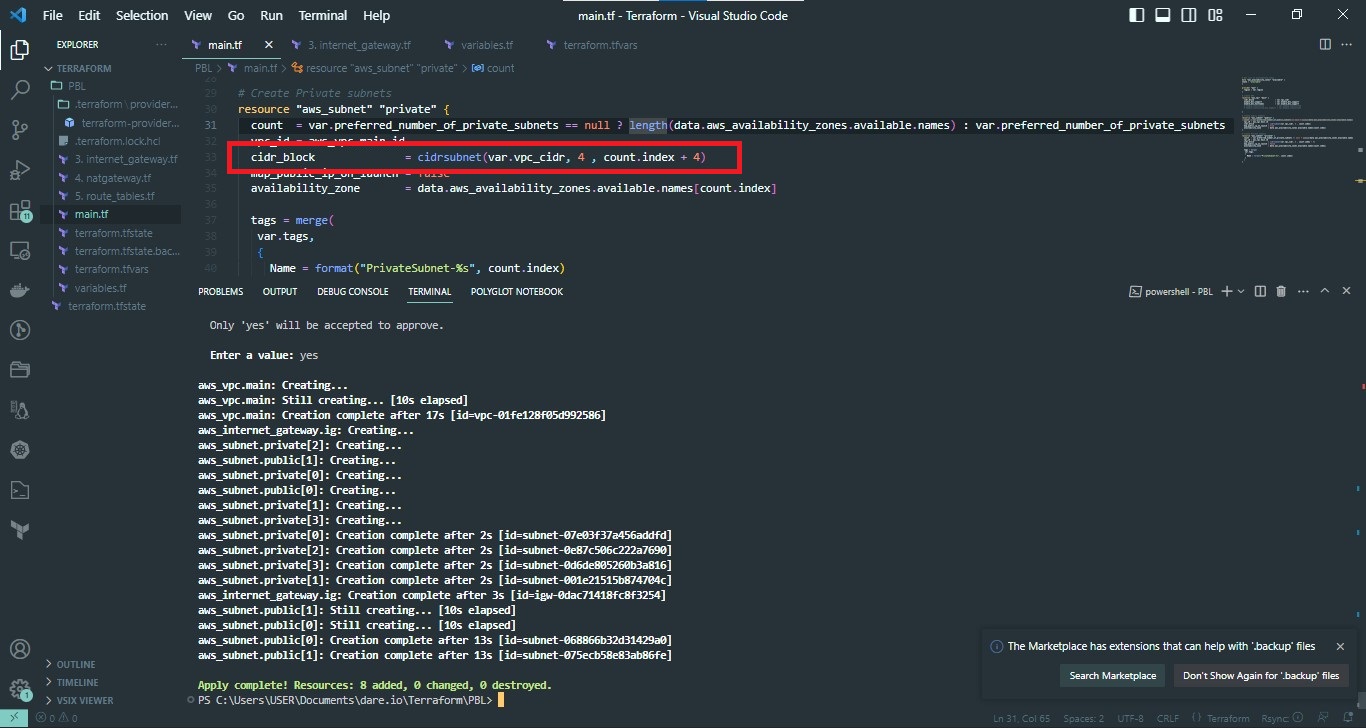 File Edit Selection View Go Run Terminal Help
main.tf - Terraform - Visual Studio Code
EXPLORER
main.tf
3. internet_gateway.tf
variables.tf
terraform.tfvars
TERRAFORM
PBL > main.tf > resource "aws_subnet" "private" > count
PBL
.terraform \ provider...
terraform-provider...
.terraform.lock.hcl
3. internet_gateway.tf
4. natgateway.tf
5. route_tables.tf
main.tf
terraform.tfstate
terraform.tfstate.bac...
terraform.tfvars
variables.tf
terraform.tfstate
28
29 # Create Private subnets
30 resource "aws_subnet" "private" {
31 count = var.preferred_number_of_private_subnets == null ? length(data.aws_availability_zones.available.names) : var.preferred_number_of_private_subnets
32 vpc_id = aws_vpc.main.id
33 cidr_block = cidrsubnet(var.vpc_cidr, 4 , count.index + 4)
34 map_public_ip_on_launch = false
35 availability_zone = data.aws_availability_zones.available.names[count.index]
36
37 tags = merge(
38 var.tags,
39 {
40 Name = format("PrivateSubnet-%s", count.index)
11
PROBLEMS OUTPUT DEBUG CONSOLE TERMINAL POLYGLOT NOTEBOOK
powershell - PBL
Only 'yes' will be accepted to approve.
Enter a value: yes
aws_vpc.main: Creating...
aws_vpc.main: Still creating... [10s elapsed]
aws_vpc.main: Creation complete after 17s [id=vpc-01fe128f05d992586]
aws_internet_gateway.ig: Creating...
aws_subnet.private[2]: Creating...
aws_subnet.public[1]: Creating...
aws_subnet.private[0]: Creating...
aws_subnet.public[0]: Creating...
aws_subnet.private[1]: Creating...
aws_subnet.private[3]: Creating...
aws_subnet.private[0]: Creation complete after 2s [id=subnet-07e03f37a456addfd]
aws_subnet.private[2]: Creation complete after 2s [id=subnet-0e87c506c222a7690]
aws_subnet.private[3]: Creation complete after 2s [id=subnet-0d6de805260b3a816]
aws_subnet.private[1]: Creation complete after 2s [id=subnet-001e21515b874704c]
aws_internet_gateway.ig: Creation complete after 3s [id=igw-0dac71418fc8f3254]
aws_subnet.public[1]: Still creating... [10s elapsed]
aws_subnet.public[0]: Still creating... [10s elapsed]
aws_subnet.public[0]: Creation complete after 13s [id=subnet-068866b32d31429a0]
aws_subnet.public[1]: Creation complete after 13s [id=subnet-075ecb58e83ab86fe]
Apply complete! Resources: 8 added, 0 changed, 0 destroyed.
PS C:\Users\USER\Documents\dare.io\Terraform\PBL>
The Marketplace has extensions that can help with '.backup' files
Search Marketplace
Don't Show Again for '.backup' files
OUTLINE
TIMELINE
VSIX VIEWER
1
0 0
Ln 31, Col 65 Spaces: 2 UTF-8 CRLF {} Terraform Rsync: